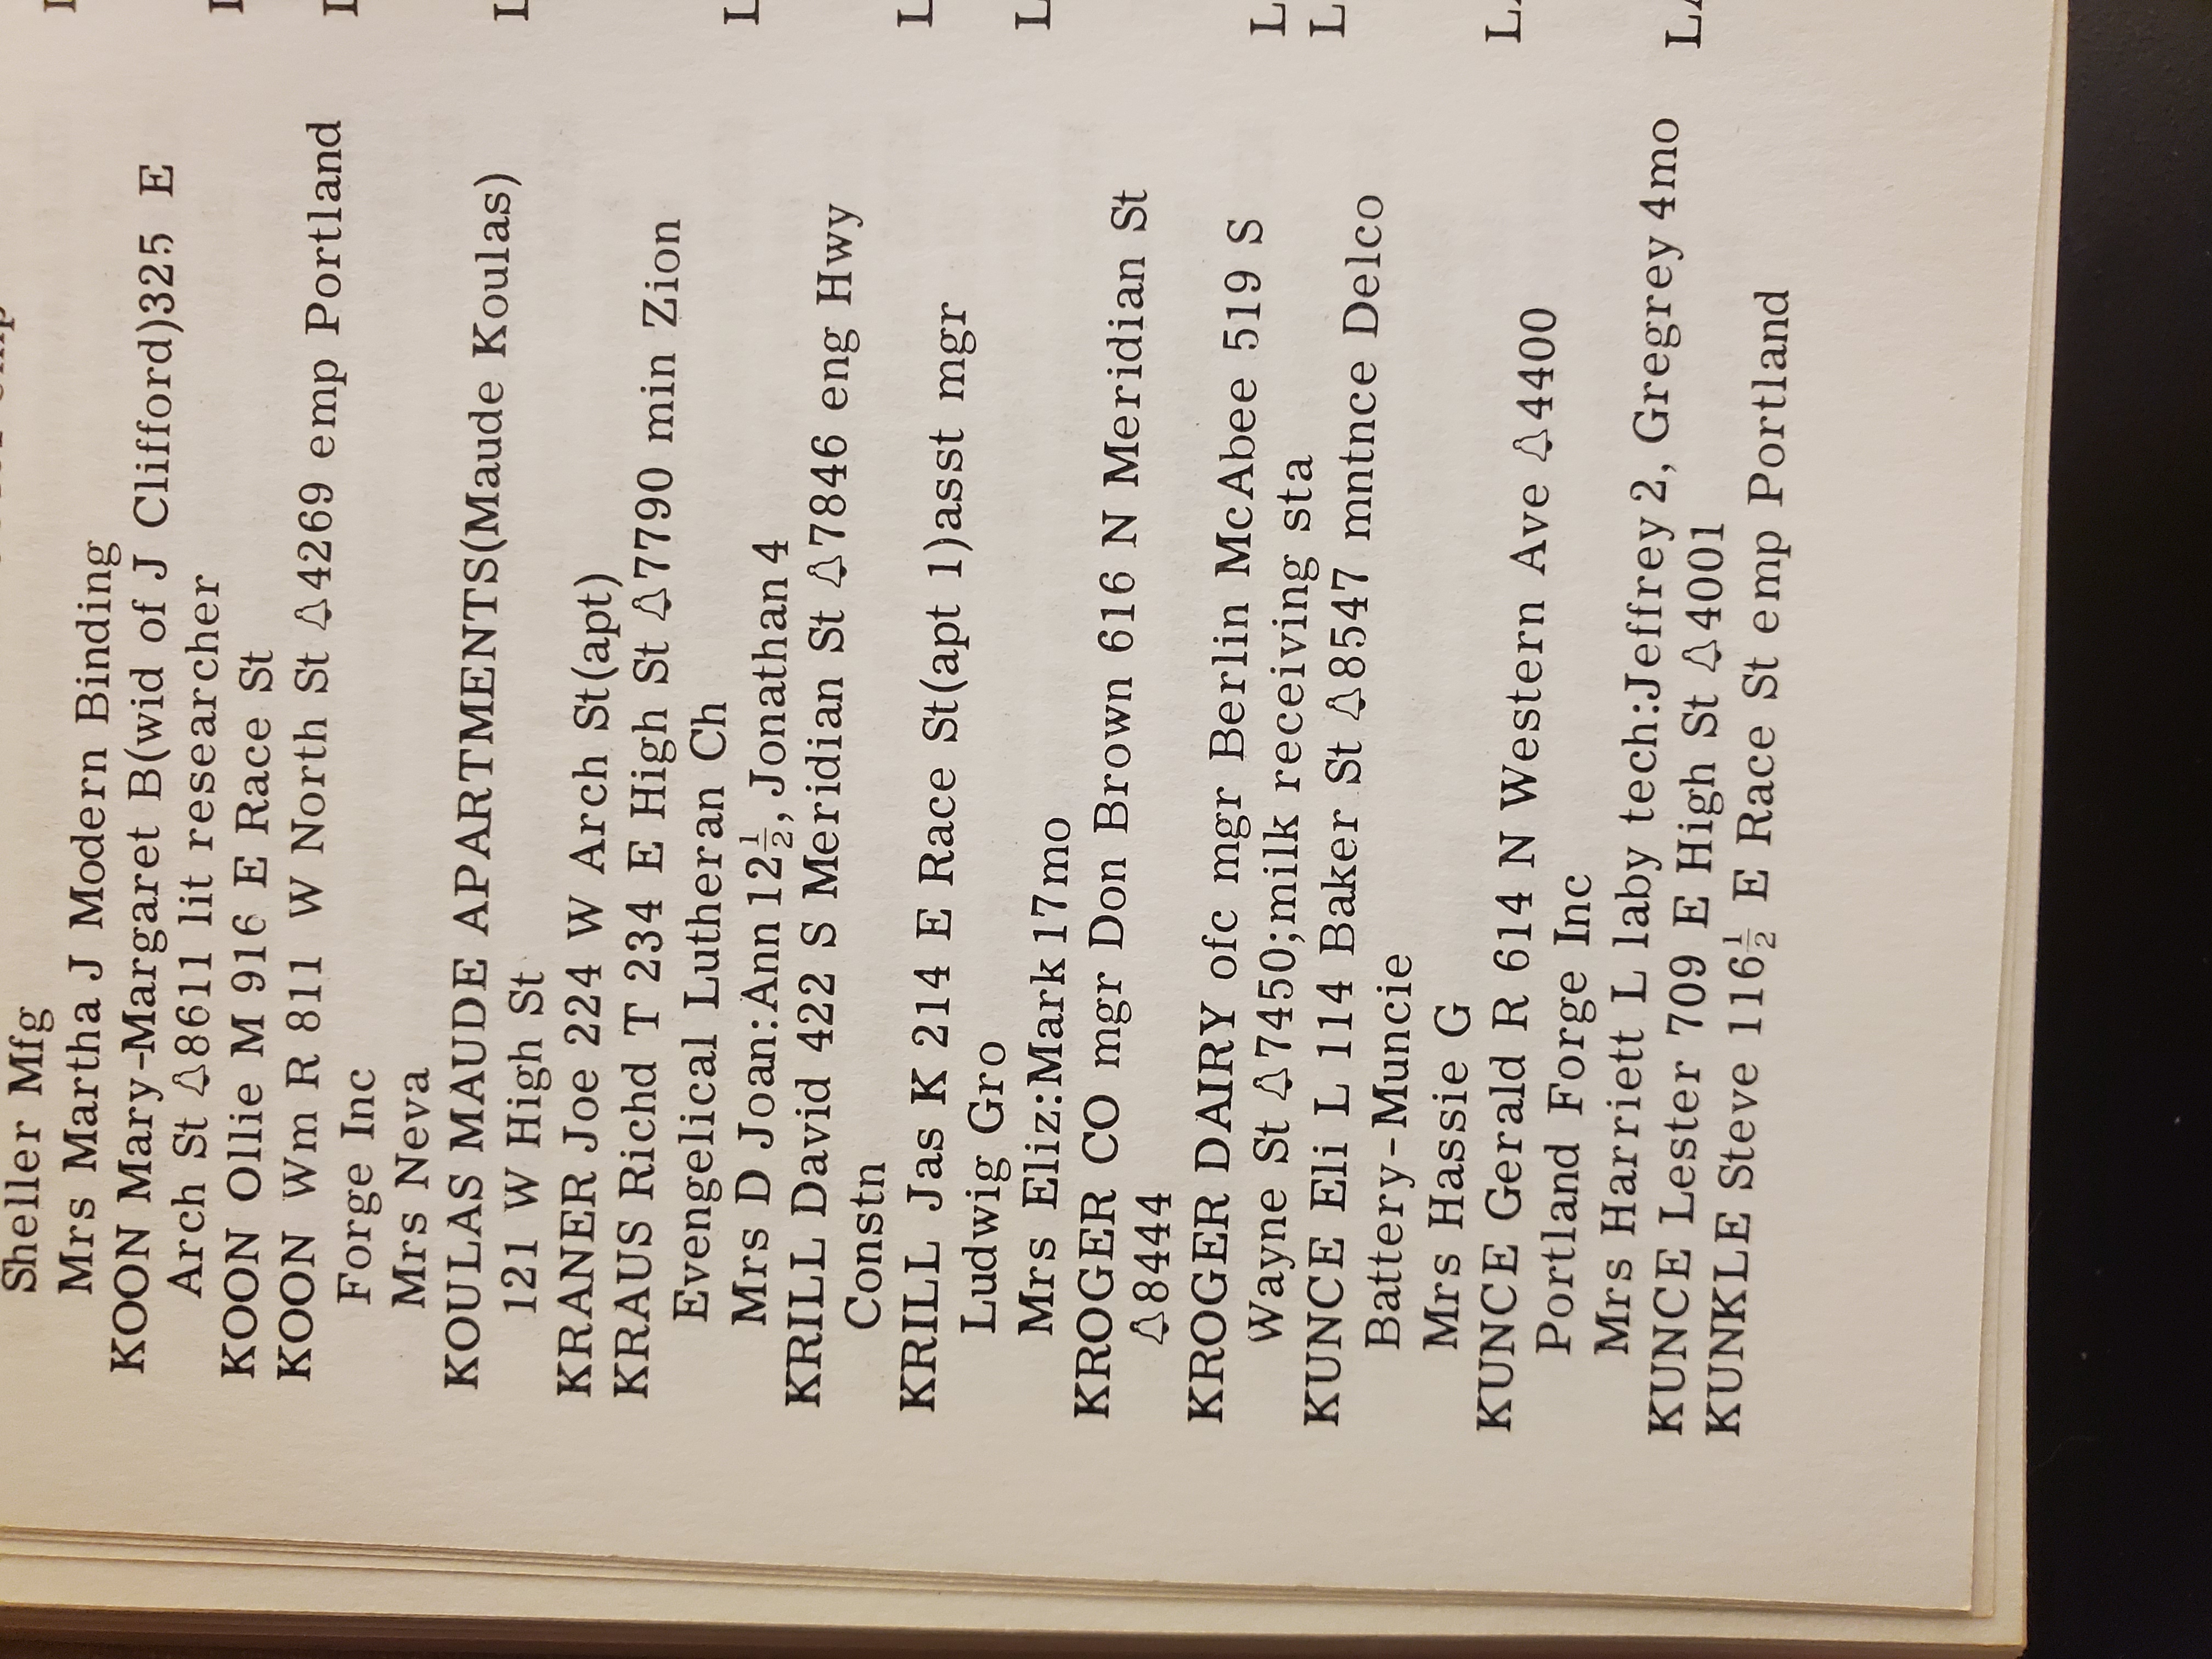 Sheller Mfg
Mrs Martha J Modern Binding
KOON Mary-Margaret B(wid of J Clifford)325 E
Arch St 🔔8611 lit researcher
KOON Ollie M 916 E Race St
KOON Wm R 811 W North St 🔔4269 emp Portland
Forge Inc
Mrs Neva
KOULAS MAUDE APARTMENTS(Maude Koulas)
121 W High St
KRANER Joe 224 W Arch St(apt)
KRAUS Richd T 234 E High St 🔔7790 min Zion
Evengelical Lutheran Ch
Mrs D Joan:Ann 12½, Jonathan 4
KRILL David 422 S Meridian St 🔔7846 eng Hwy
Constn
KRILL Jas K 214 E Race St(apt 1)asst mgr
Ludwig Gro
Mrs Eliz:Mark 17mo
KROGER CO mgr Don Brown 616 N Meridian St
🔔8444
KROGER DAIRY ofc mgr Berlin McAbee 519 S
Wayne St 🔔7450;milk receiving sta
KUNCE Eli L 114 Baker St 🔔8547 mntnce Delco
Battery-Muncie
Mrs Hassie G
KUNCE Gerald R 614 N Western Ave 🔔4400
Portland Forge Inc
Mrs Harriett L laby tech:Jeffrey 2, Gregrey 4mo
KUNCE Lester 709 E High St 🔔4001
KUNKLE Steve 116½ E Race St emp Portland